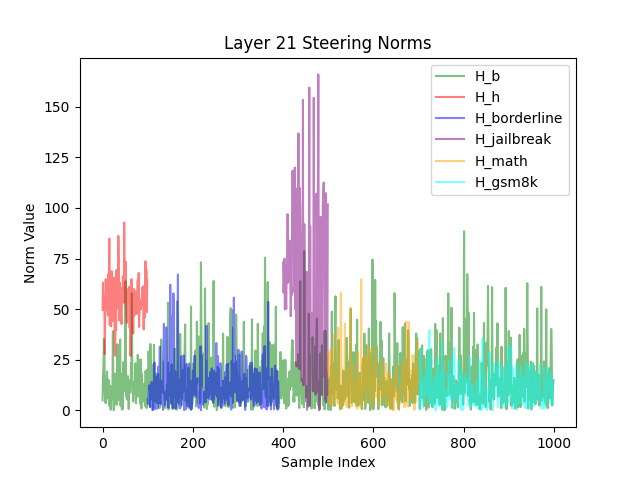 Layer 21 Steering Norms
Norm Value
150
125
100
75
50
25
0
H_b
H_h
H_borderline
H_jailbreak
H_math
H_gsm8k
0
200
400
600
800
1000
Sample Index